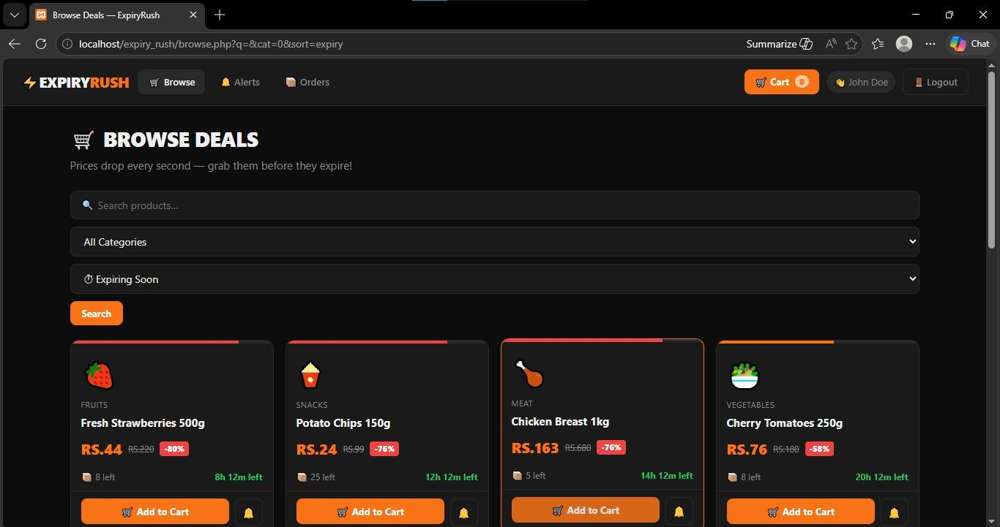 Browse Deals — ExpiryRush
localhost/expiry_rush/browse.php?q=&cat=0&sort=expiry
Summarize
Chat
EXPIRYRUSH
Browse
Alerts
Orders
Cart 0
John Doe
Logout
BROWSE DEALS
Prices drop every second — grab them before they expire!
Search products...
All Categories
Expiring Soon
Search
FRUITS
Fresh Strawberries 500g
RS.44 RS.220 -80%
8 left 8h 12m left
Add to Cart
SNACKS
Potato Chips 150g
RS.24 RS.99 -76%
25 left 12h 12m left
Add to Cart
MEAT
Chicken Breast 1kg
RS.163 RS.680 -76%
5 left 14h 12m left
Add to Cart
VEGETABLES
Cherry Tomatoes 250g
RS.76 RS.180 -58%
8 left 20h 12m left
Add to Cart